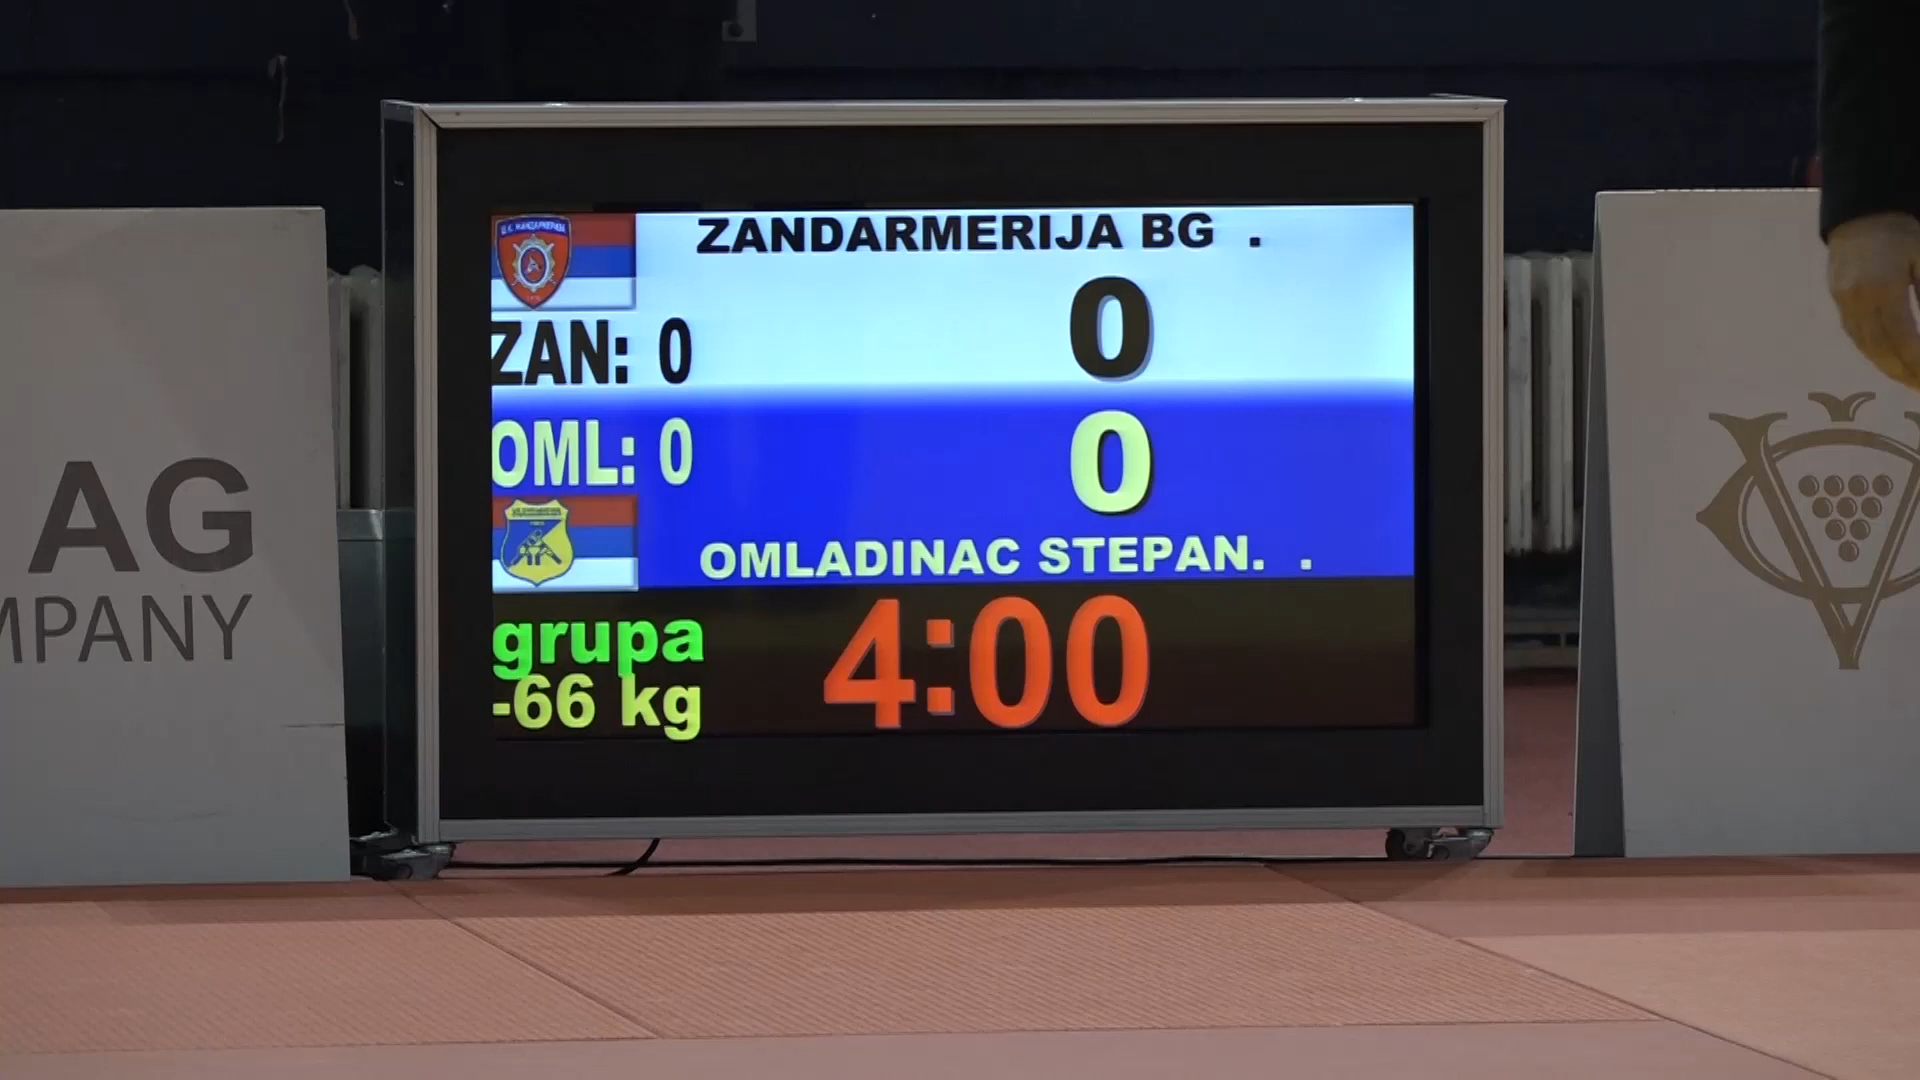 ZANDARMERIJA BG .
0
ZAN: 0
OML: 0
0
OMLADINAC STEPAN. .
grupa
-66 kg
4:00
AG
MPANY